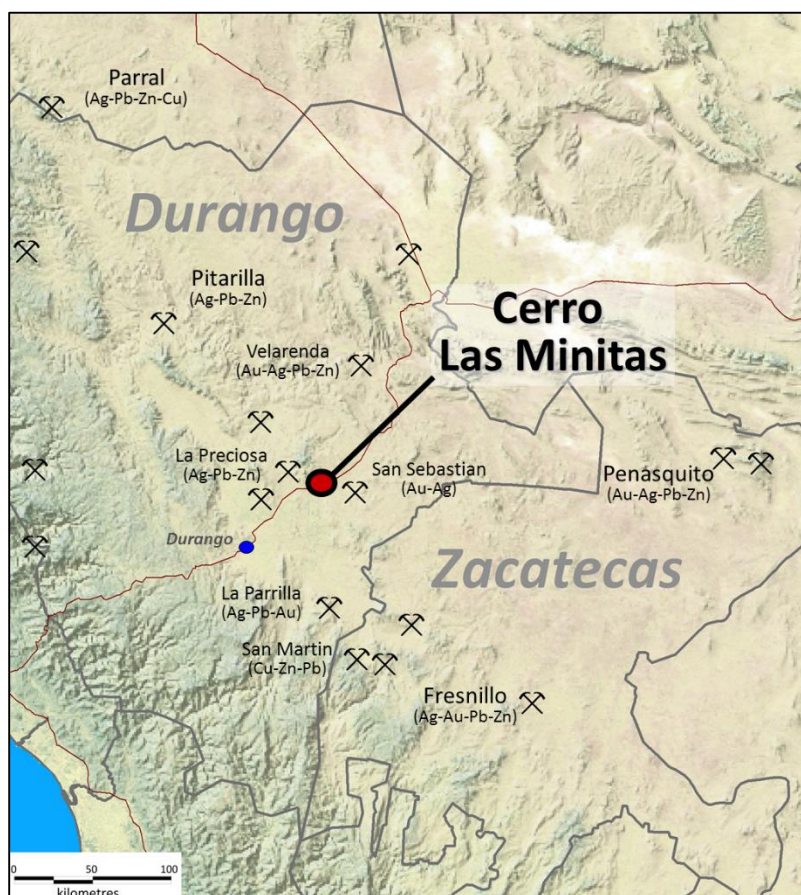 Parral
(Ag-Pb-Zn-Cu)
Durango
Pitarilla
(Ag-Pb-Zn)
Cerro
Las Minitas
Velarenda
(Au-Ag-Pb-Zn)
La Preciosa
(Ag-Pb-Zn)
San Sebastian
(Au-Ag)
Penasquito
(Au-Ag-Pb-Zn)
Durango
Zacatecas
La Parrilla
(Ag-Pb-Au)
San Martin
(Cu-Zn-Pb)
Fresnillo
(Ag-Au-Pb-Zn)
0 50 100
kilometres